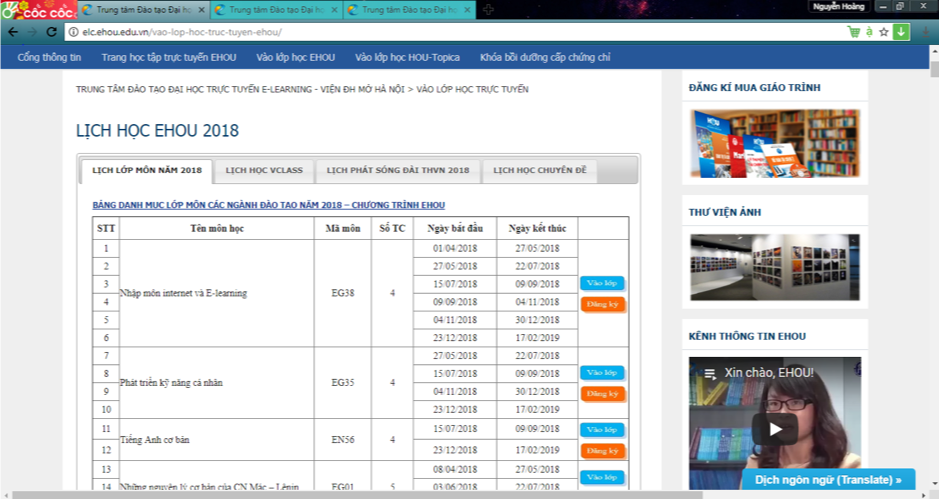 CỐC CỐC
Trung tâm Đào tạo Đại họ
Trung tâm Đào tạo Đại họ
Trung tâm Đào tạo Đại họ
Nguyễn Hoàng
elc.ehou.edu.vn/vao-lop-hoc-truc-tuyen-ehou/
Cổng thông tin
Trang học tập trực tuyến EHOU
Vào lớp học EHOU
Vào lớp học HOU-Topica
Khóa bồi dưỡng cấp chứng chỉ
TRUNG TÂM ĐÀO TẠO ĐẠI HỌC TRỰC TUYẾN E-LEARNING - VIỆN ĐH MỞ HÀ NỘI > VÀO LỚP HỌC TRỰC TUYẾN
LỊCH HỌC EHOU 2018
LỊCH LỚP MÔN NĂM 2018
LỊCH HỌC VCLASS
LỊCH PHÁT SÓNG ĐÀI THVN 2018
LỊCH HỌC CHUYÊN ĐỀ
BẢNG DANH MỤC LỚP MÔN CÁC NGÀNH ĐÀO TẠO NĂM 2018 – CHƯƠNG TRÌNH EHOU
STT Tên môn học Mã môn Số TC Ngày bắt đầu Ngày kết thúc
1 01/04/2018 27/05/2018
2 27/05/2018 22/07/2018
3 15/07/2018 09/09/2018 Vào lớp
Nhập môn internet và E-learning EG38 4
4 09/09/2018 04/11/2018 Đăng ký
5 04/11/2018 30/12/2018
6 23/12/2018 17/02/2019
7 27/05/2018 22/07/2018
8 15/07/2018 09/09/2018 Vào lớp
Phát triển kỹ năng cá nhân EG35 4
9 04/11/2018 30/12/2018 Đăng ký
10 23/12/2018 17/02/2019
11 15/07/2018 09/09/2018 Vào lớp
Tiếng Anh cơ bản EN56 4
12 23/12/2018 17/02/2019 Đăng ký
13 08/04/2018 27/05/2018 Vào lớp
14 Những nguyên lý cơ bản của CN Mác – Lênin EG01 5 03/06/2018 22/07/2018
ĐĂNG KÍ MUA GIÁO TRÌNH
HOU
THƯ VIỆN ẢNH
KÊNH THÔNG TIN EHOU
Xin chào, EHOU!
Dịch ngôn ngữ (Translate) »